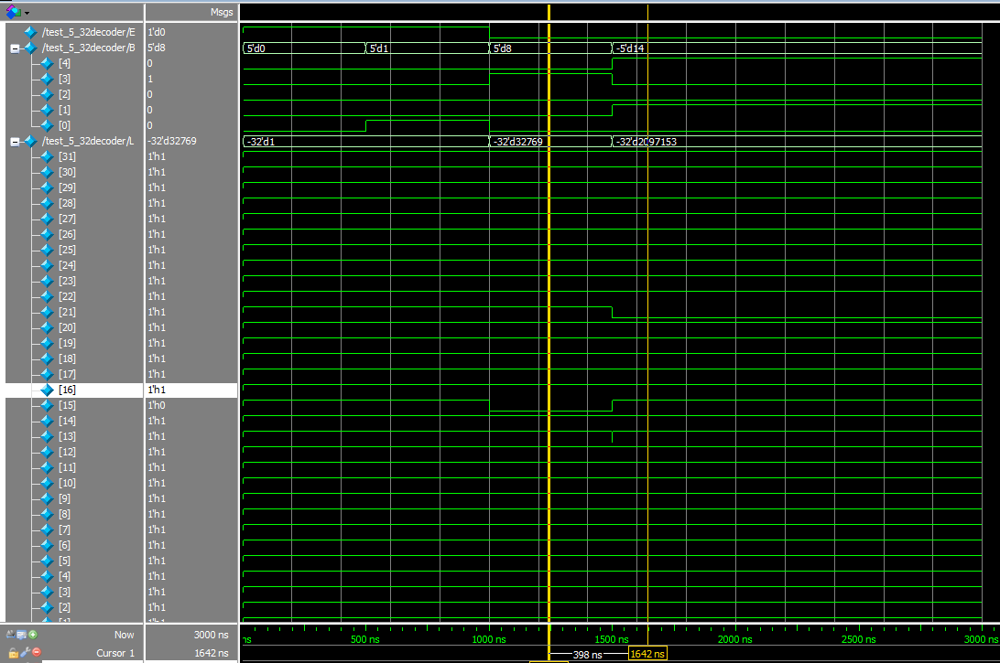 Msgs
/test_5_32decoder/E 1'd0
/test_5_32decoder/B 5'd8 5'd0 5'd1 5'd8 -5'd14
[4] 0
[3] 1
[2] 0
[1] 0
[0] 0
/test_5_32decoder/L -32'd32769 -32'd1 -32'd32769 -32'd2097153
[31] 1'h1
[30] 1'h1
[29] 1'h1
[28] 1'h1
[27] 1'h1
[26] 1'h1
[25] 1'h1
[24] 1'h1
[23] 1'h1
[22] 1'h1
[21] 1'h1
[20] 1'h1
[19] 1'h1
[18] 1'h1
[17] 1'h1
[16] 1'h1
[15] 1'h0
[14] 1'h1
[13] 1'h1
[12] 1'h1
[11] 1'h1
[10] 1'h1
[9] 1'h1
[8] 1'h1
[7] 1'h1
[6] 1'h1
[5] 1'h1
[4] 1'h1
[3] 1'h1
[2] 1'h1
Now 3000 ns ns 500 ns 1000 ns 1500 ns 2000 ns 2500 ns 3000 ns
Cursor 1 1642 ns 398 ns 1642 ns